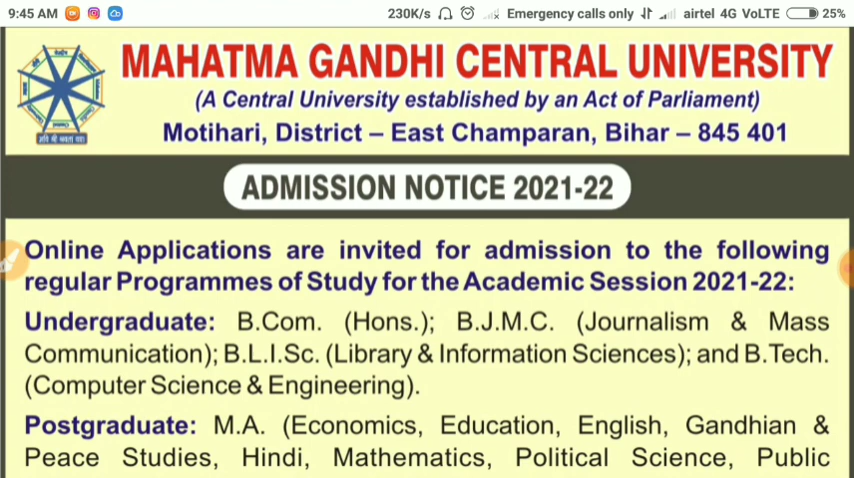 9:45 AM 230K/s Emergency calls only airtel 4G VoLTE 25%
MAHATMA GANDHI CENTRAL UNIVERSITY
(A Central University established by an Act of Parliament)
Motihari, District – East Champaran, Bihar – 845 401
ADMISSION NOTICE 2021-22
Online Applications are invited for admission to the following
regular Programmes of Study for the Academic Session 2021-22:
Undergraduate: B.Com. (Hons.); B.J.M.C. (Journalism & Mass
Communication); B.L.I.Sc. (Library & Information Sciences); and B.Tech.
(Computer Science & Engineering).
Postgraduate: M.A. (Economics, Education, English, Gandhian &
Peace Studies, Hindi, Mathematics, Political Science, Public